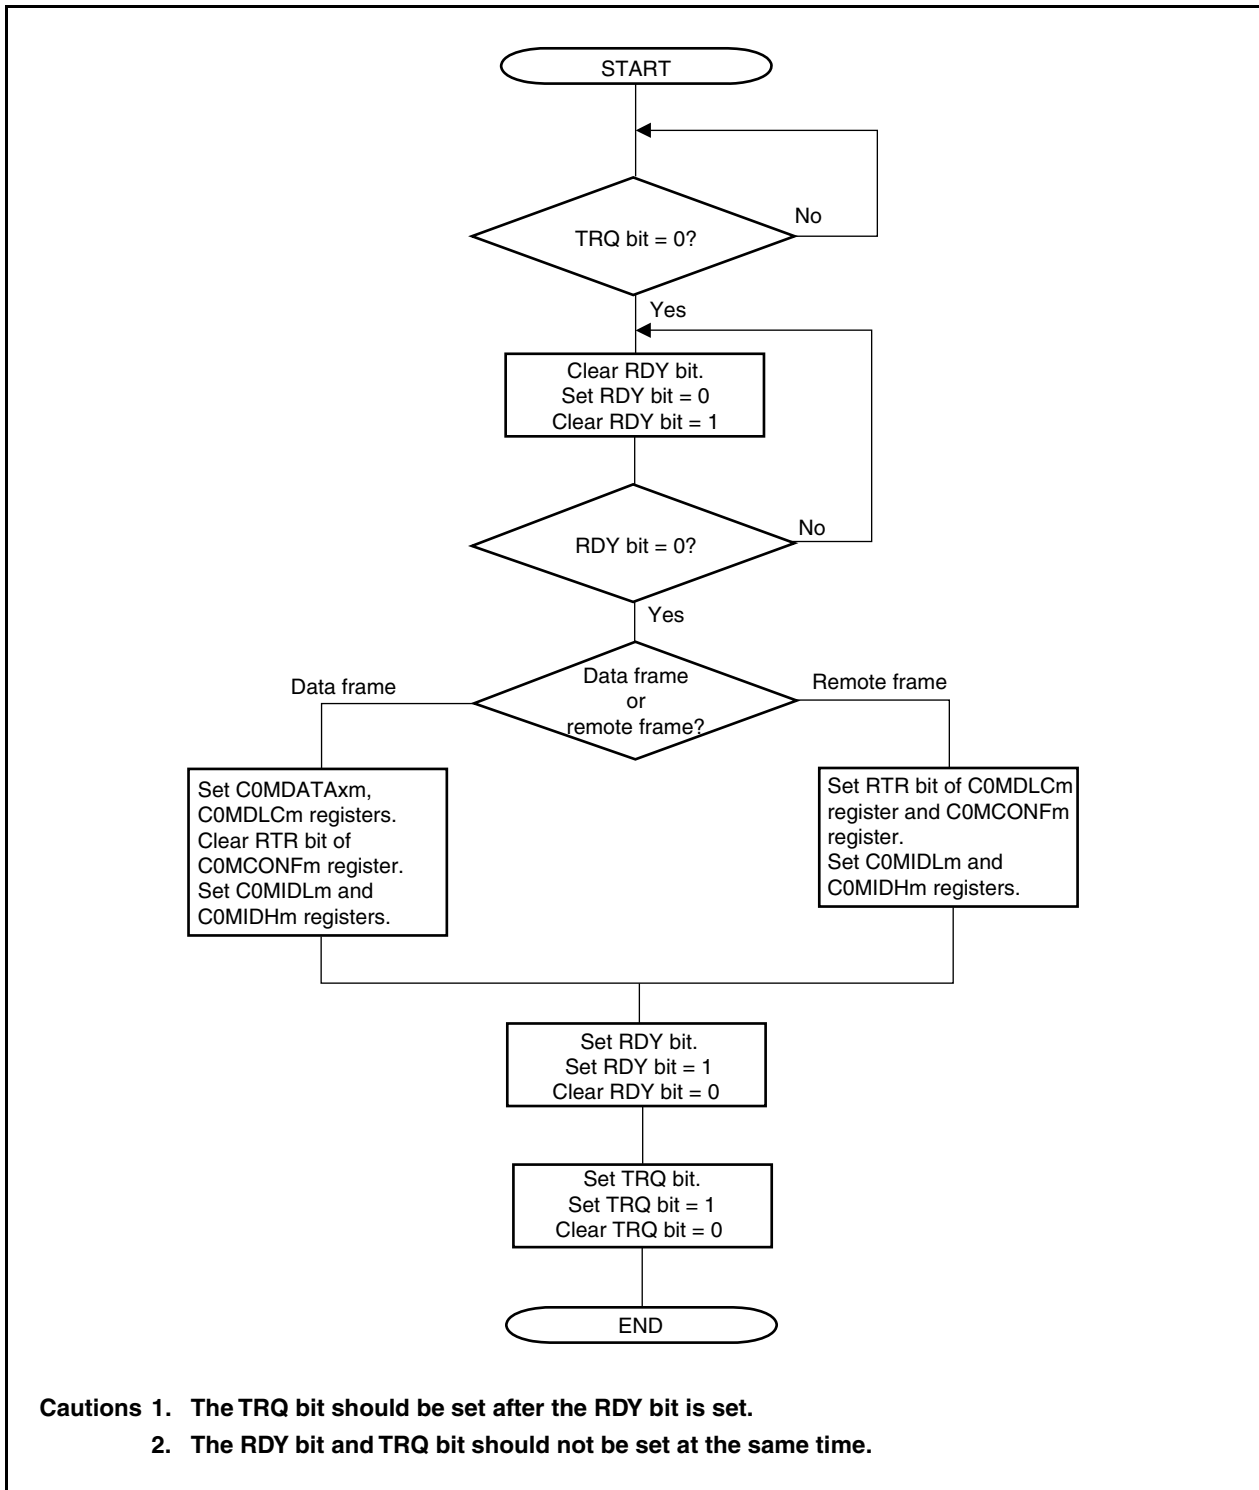 START
No
TRQ bit = 0?
Yes
Clear RDY bit.
Set RDY bit = 0
Clear RDY bit = 1
No
RDY bit = 0?
Yes
Data frame
Data frame
or
remote frame?
Remote frame
Set C0MDATAxm,
C0MDLCm registers.
Clear RTR bit of
C0MCONFm register.
Set C0MIDLm and
C0MIDHm registers.
Set RTR bit of C0MDLCm
register and C0MCONFm
register.
Set C0MIDLm and
C0MIDHm registers.
Set RDY bit.
Set RDY bit = 1
Clear RDY bit = 0
Set TRQ bit.
Set TRQ bit = 1
Clear TRQ bit = 0
END
Cautions 1. The TRQ bit should be set after the RDY bit is set.
2. The RDY bit and TRQ bit should not be set at the same time.